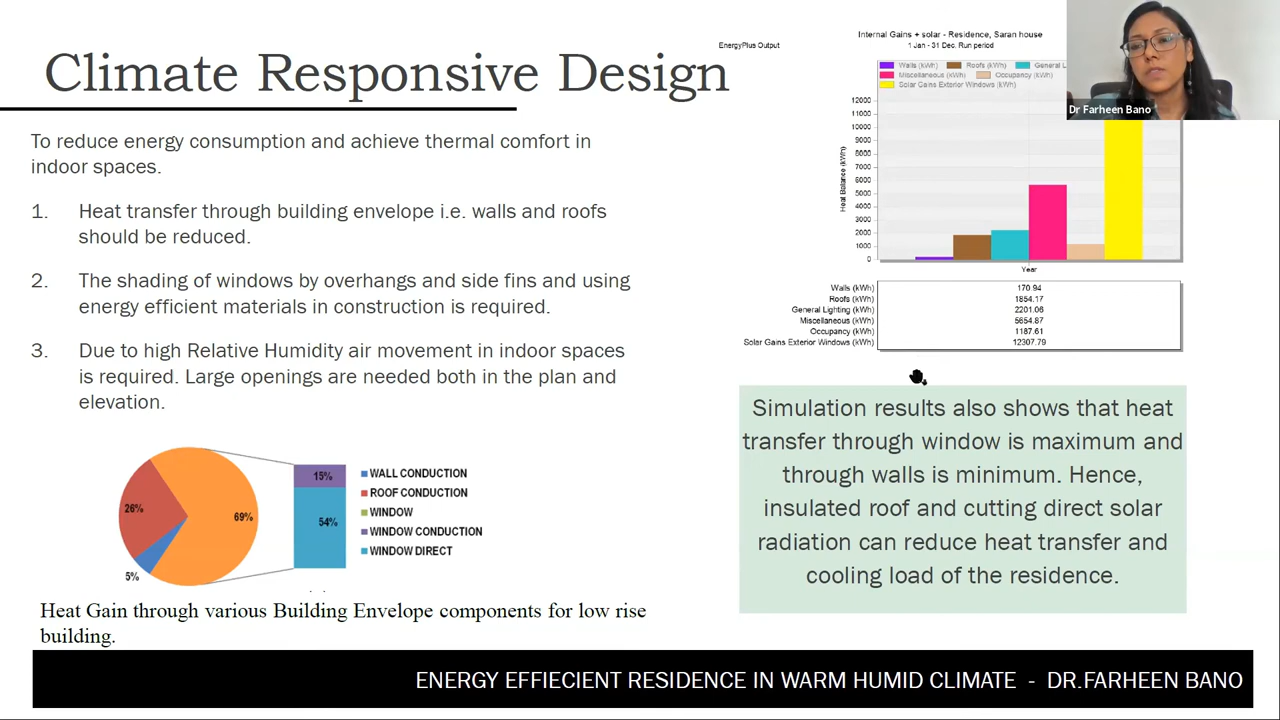 Climate Responsive Design
To reduce energy consumption and achieve thermal comfort in
indoor spaces.
1. Heat transfer through building envelope i.e. walls and roofs
should be reduced.
2. The shading of windows by overhangs and side fins and using
energy efficient materials in construction is required.
3. Due to high Relative Humidity air movement in indoor spaces
is required. Large openings are needed both in the plan and
elevation.
26%
69%
5%
15%
54%
WALL CONDUCTION
ROOF CONDUCTION
WINDOW
WINDOW CONDUCTION
WINDOW DIRECT
Heat Gain through various Building Envelope components for low rise
building.
EnergyPlus Output
Internal Gains + solar - Residence, Saran house
1 Jan - 31 Dec, Run period
Walls (kWh) Roofs (kWh) General L
Miscellaneous (kWh) Occupancy (kWh)
Solar Gains Exterior Windows (kWh)
Heat Balance (kWh)
12000
11000
10000
9000
8000
7000
6000
5000
4000
3000
2000
1000
0
Year
Walls (kWh) 170.94
Roofs (kWh) 1854.17
General Lighting (kWh) 2201.06
Miscellaneous (kWh) 5654.87
Occupancy (kWh) 1187.61
Solar Gains Exterior Windows (kWh) 12307.79
Dr Farheen Bano
Simulation results also shows that heat
transfer through window is maximum and
through walls is minimum. Hence,
insulated roof and cutting direct solar
radiation can reduce heat transfer and
cooling load of the residence.
ENERGY EFFIECIENT RESIDENCE IN WARM HUMID CLIMATE - DR.FARHEEN BANO